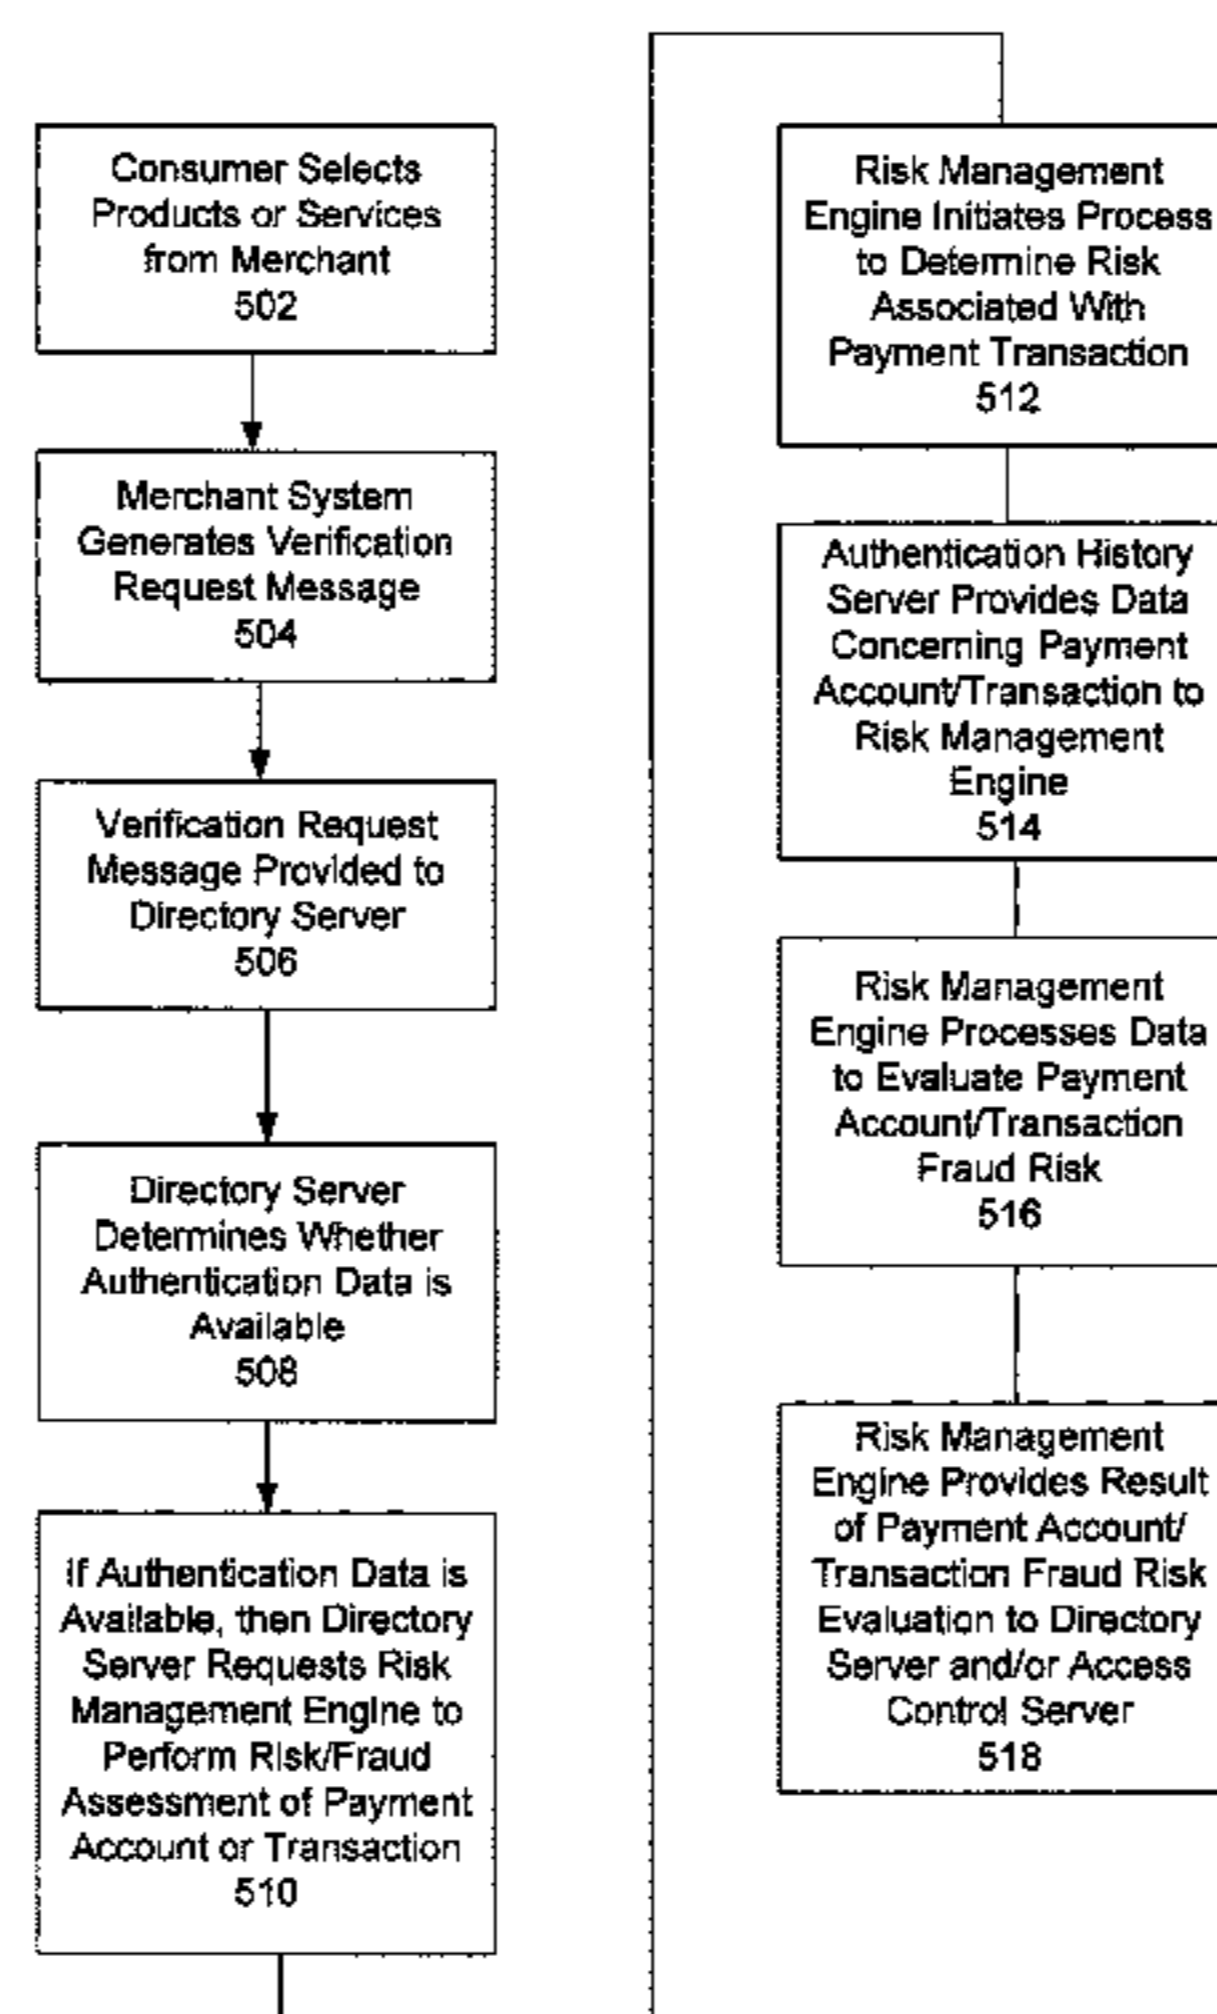 Consumer Selects
Products or Services
from Merchant
502
Merchant System
Generates Verification
Request Message
504
Verification Request
Message Provided to
Directory Server
506
Directory Server
Determines Whether
Authentication Data is
Available
508
If Authentication Data is
Available, then Directory
Server Requests Risk
Management Engine to
Perform Risk/Fraud
Assessment of Payment
Account or Transaction
510
Risk Management
Engine Initiates Process
to Determine Risk
Associated With
Payment Transaction
512
Authentication History
Server Provides Data
Concerning Payment
Account/Transaction to
Risk Management
Engine
514
Risk Management
Engine Processes Data
to Evaluate Payment
Account/Transaction
Fraud Risk
516
Risk Management
Engine Provides Result
of Payment Account/
Transaction Fraud Risk
Evaluation to Directory
Server and/or Access
Control Server
518